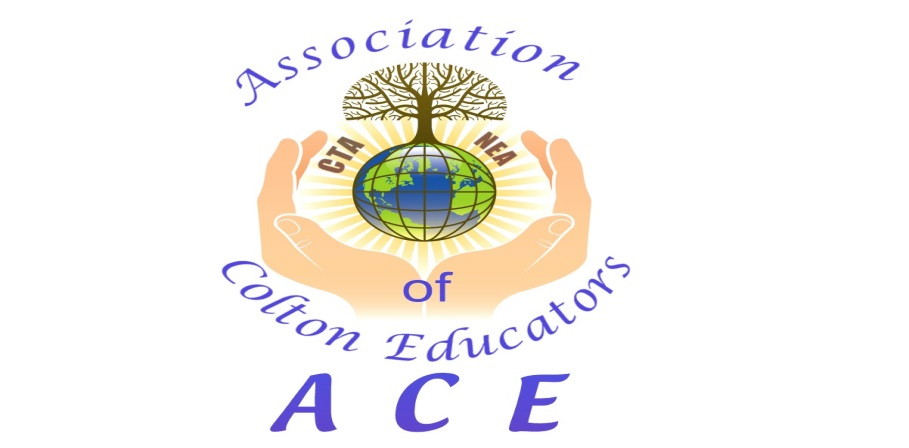 Association
CTA NEA
of
Colton Educators
A C E